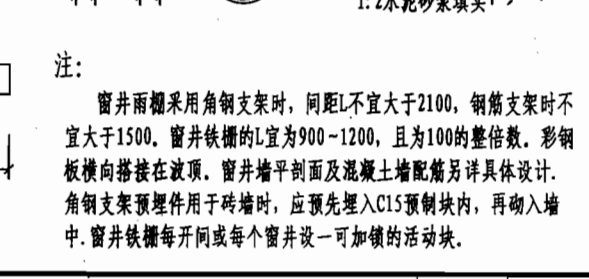 1:2水泥砂浆填实
注:
窗井雨棚采用角钢支架时, 间距L不宜大于2100, 钢筋支架时不
宜大于1500。窗井铁栅的L宜为900~1200, 且为100的整倍数。彩钢
板横向搭接在波顶。窗井墙平剖面及混凝土墙配筋另详具体设计.
角钢支架预埋件用于砖墙时, 应预先埋入C15预制块内, 再砌入墙
中.窗井铁栅每开间或每个窗井设一可加锁的活动块。